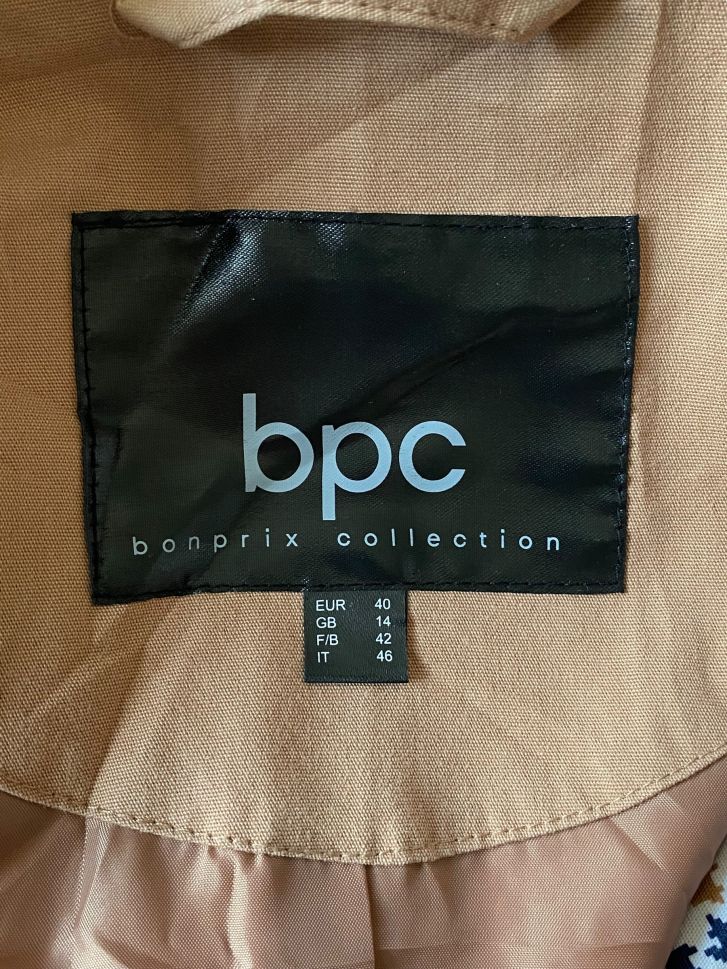 bpc
bonprix collection
EUR 40
GB 14
F/B 42
IT 46